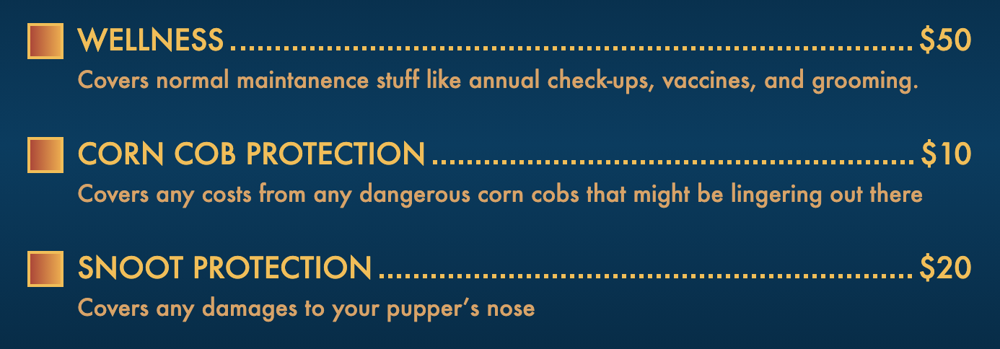 WELLNESS ........................................................................ $50
Covers normal maintanence stuff like annual check-ups, vaccines, and grooming.
CORN COB PROTECTION ................................................... $10
Covers any costs from any dangerous corn cobs that might be lingering out there
SNOOT PROTECTION ......................................................... $20
Covers any damages to your pupper’s nose